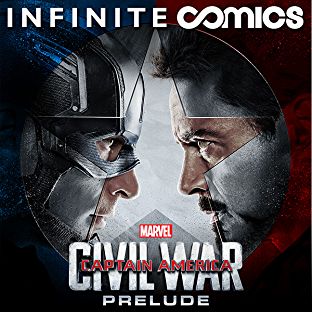 INFINITE COMICS
MARVEL
CAPTAIN AMERICA
CIVIL WAR
PRELUDE